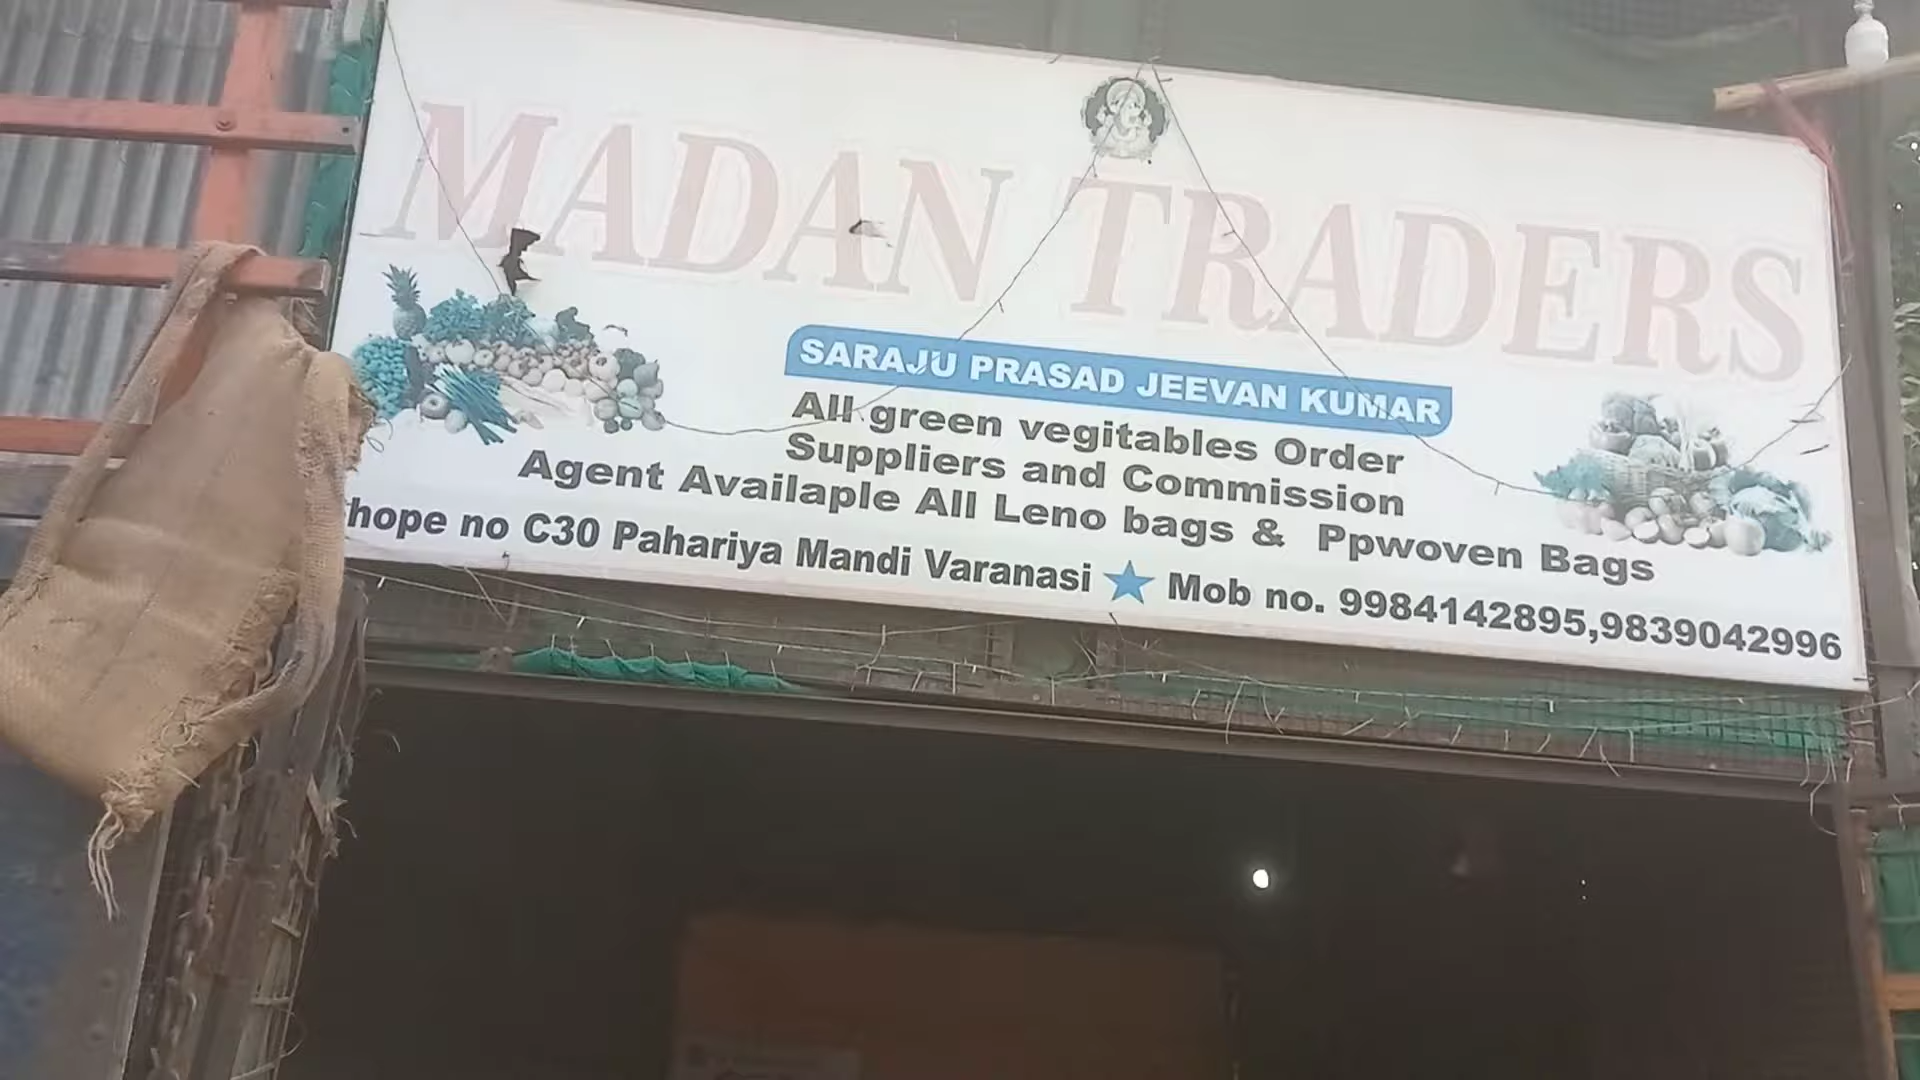 MADAN TRADERS
SARAJU PRASAD JEEVAN KUMAR
All green vegitables Order
Suppliers and Commission
Agent Availaple All Leno bags & Ppwoven Bags
hope no C30 Pahariya Mandi Varanasi ★ Mob no. 9984142895,9839042996